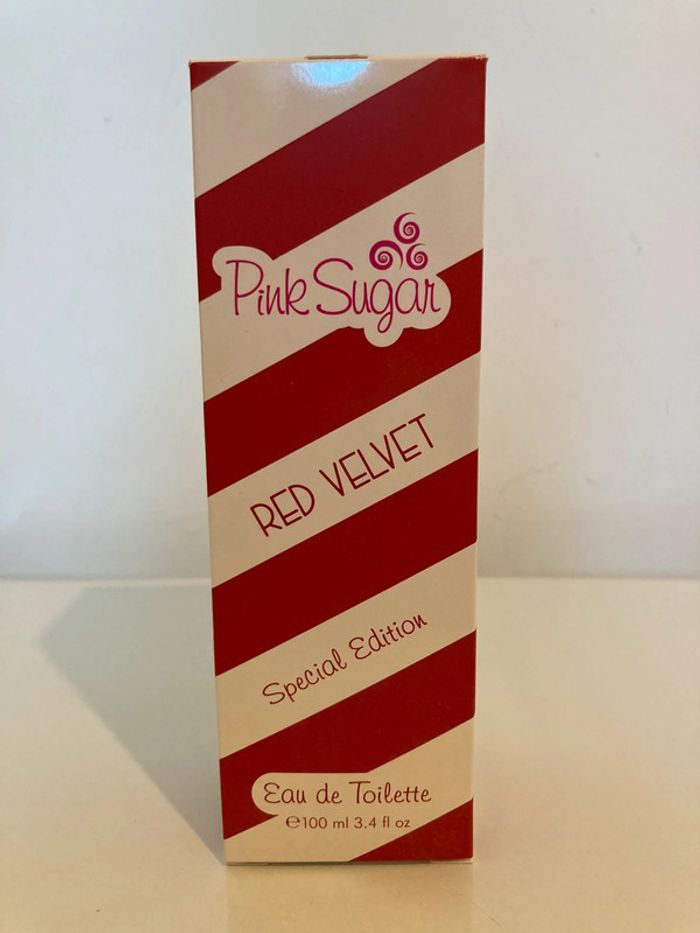 Pink Sugar
RED VELVET
Special Edition
Eau de Toilette
℮100 ml 3.4 fl oz